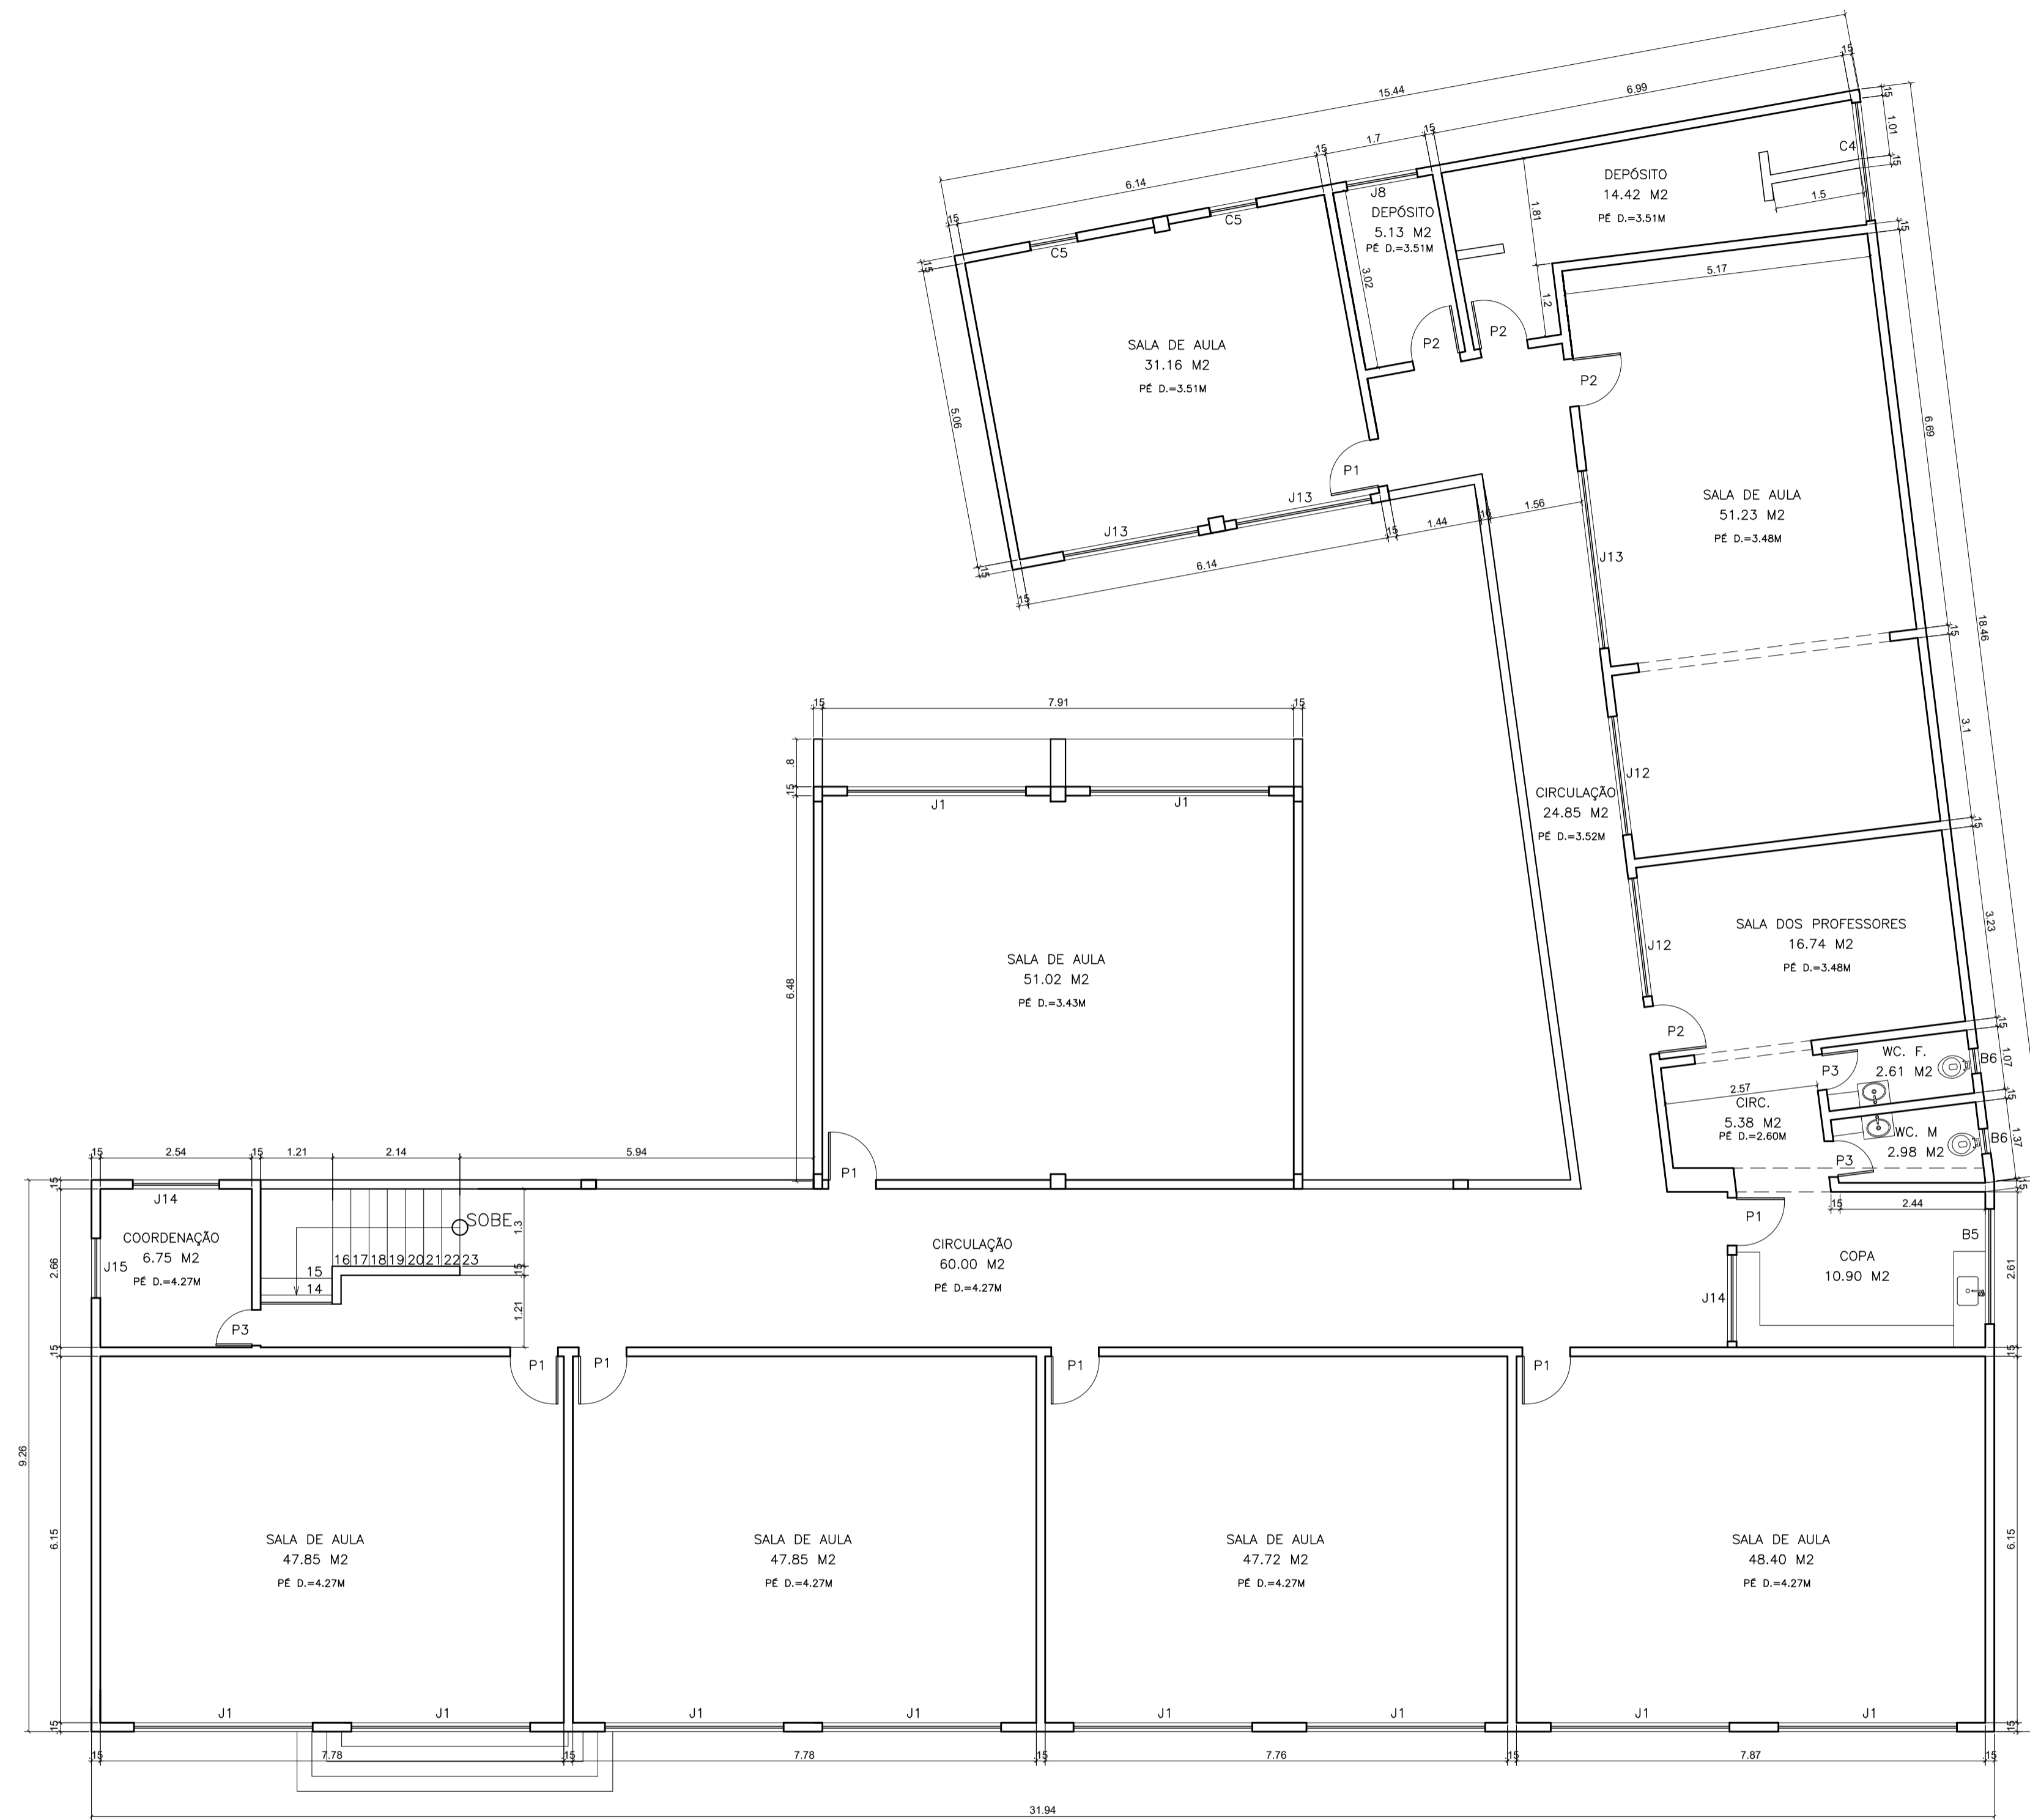 15.44
.15
6.99
.15
1.7
.15
6.14
.15
.15
1.01
.15
C4
1.5
DEPÓSITO
14.42 M2
PÉ D.=3.51M
1.81
1.2
J8
DEPÓSITO
5.13 M2
PÉ D.=3.51M
3.02
C5
C5
.15
.15
5.17
P2
P2
P2
SALA DE AULA
31.16 M2
PÉ D.=3.51M
5.06
.15
P1
J13
J13
.15
1.44
.16
1.56
6.14
.15
SALA DE AULA
51.23 M2
PÉ D.=3.48M
6.69
J13
.15
18.46
3.1
J12
.15
CIRCULAÇÃO
24.85 M2
PÉ D.=3.52M
.15
7.91
.15
.8
.15
J1
J1
6.48
SALA DE AULA
51.02 M2
PÉ D.=3.43M
SALA DOS PROFESSORES
16.74 M2
PÉ D.=3.48M
3.23
J12
P2
.15
WC. F.
2.61 M2
B6
1.07
P3
2.57
CIRC.
5.38 M2
PÉ D.=2.60M
.15
WC. M
2.98 M2
B6
1.37
P3
.15
.15
2.44
.15
2.54
.15
1.21
2.14
5.94
P1
.15
J14
COORDENAÇÃO
6.75 M2
PÉ D.=4.27M
J15
2.66
P3
SOBE
16 17 18 19 20 21 22 23
15
14
1.3
.15
1.21
CIRCULAÇÃO
60.00 M2
PÉ D.=4.27M
P1
J14
COPA
10.90 M2
B5
2.61
.15
.15
P1
P1
P1
P1
9.26
6.15
SALA DE AULA
47.85 M2
PÉ D.=4.27M
SALA DE AULA
47.85 M2
PÉ D.=4.27M
SALA DE AULA
47.72 M2
PÉ D.=4.27M
SALA DE AULA
48.40 M2
PÉ D.=4.27M
6.15
J1
J1
J1
J1
J1
J1
J1
J1
.15
.15
.15
7.78
.15
7.78
.15
7.76
.15
7.87
.15
31.94